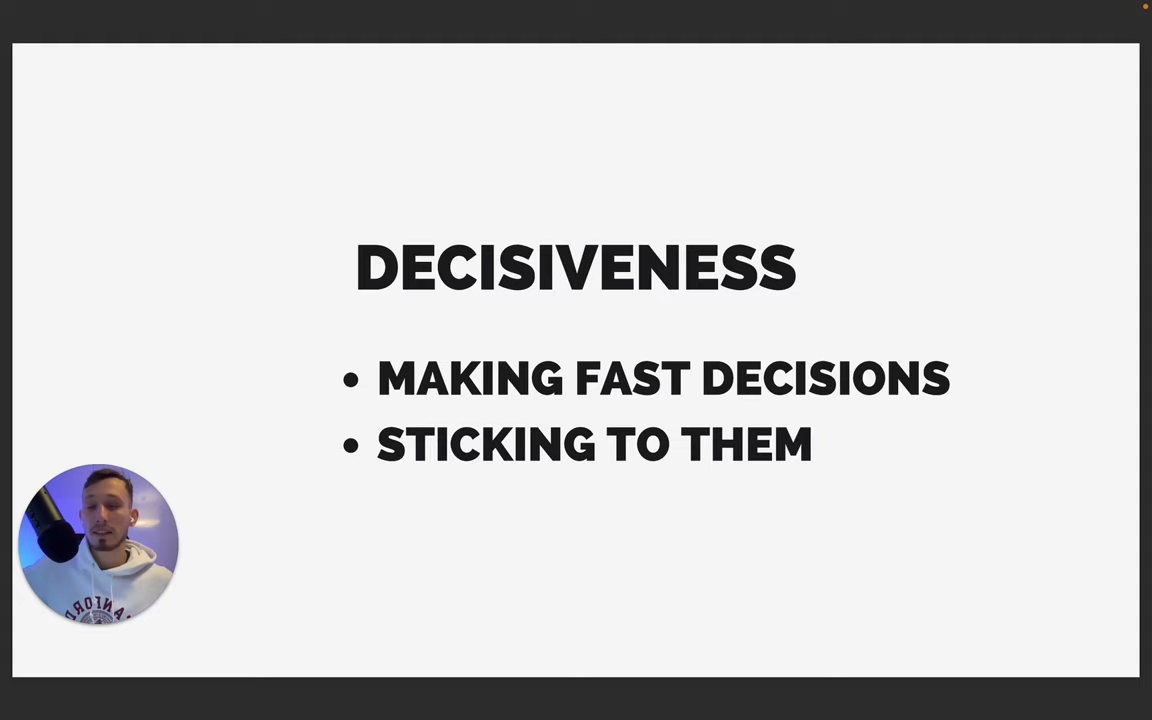 DECISIVENESS
• MAKING FAST DECISIONS
• STICKING TO THEM